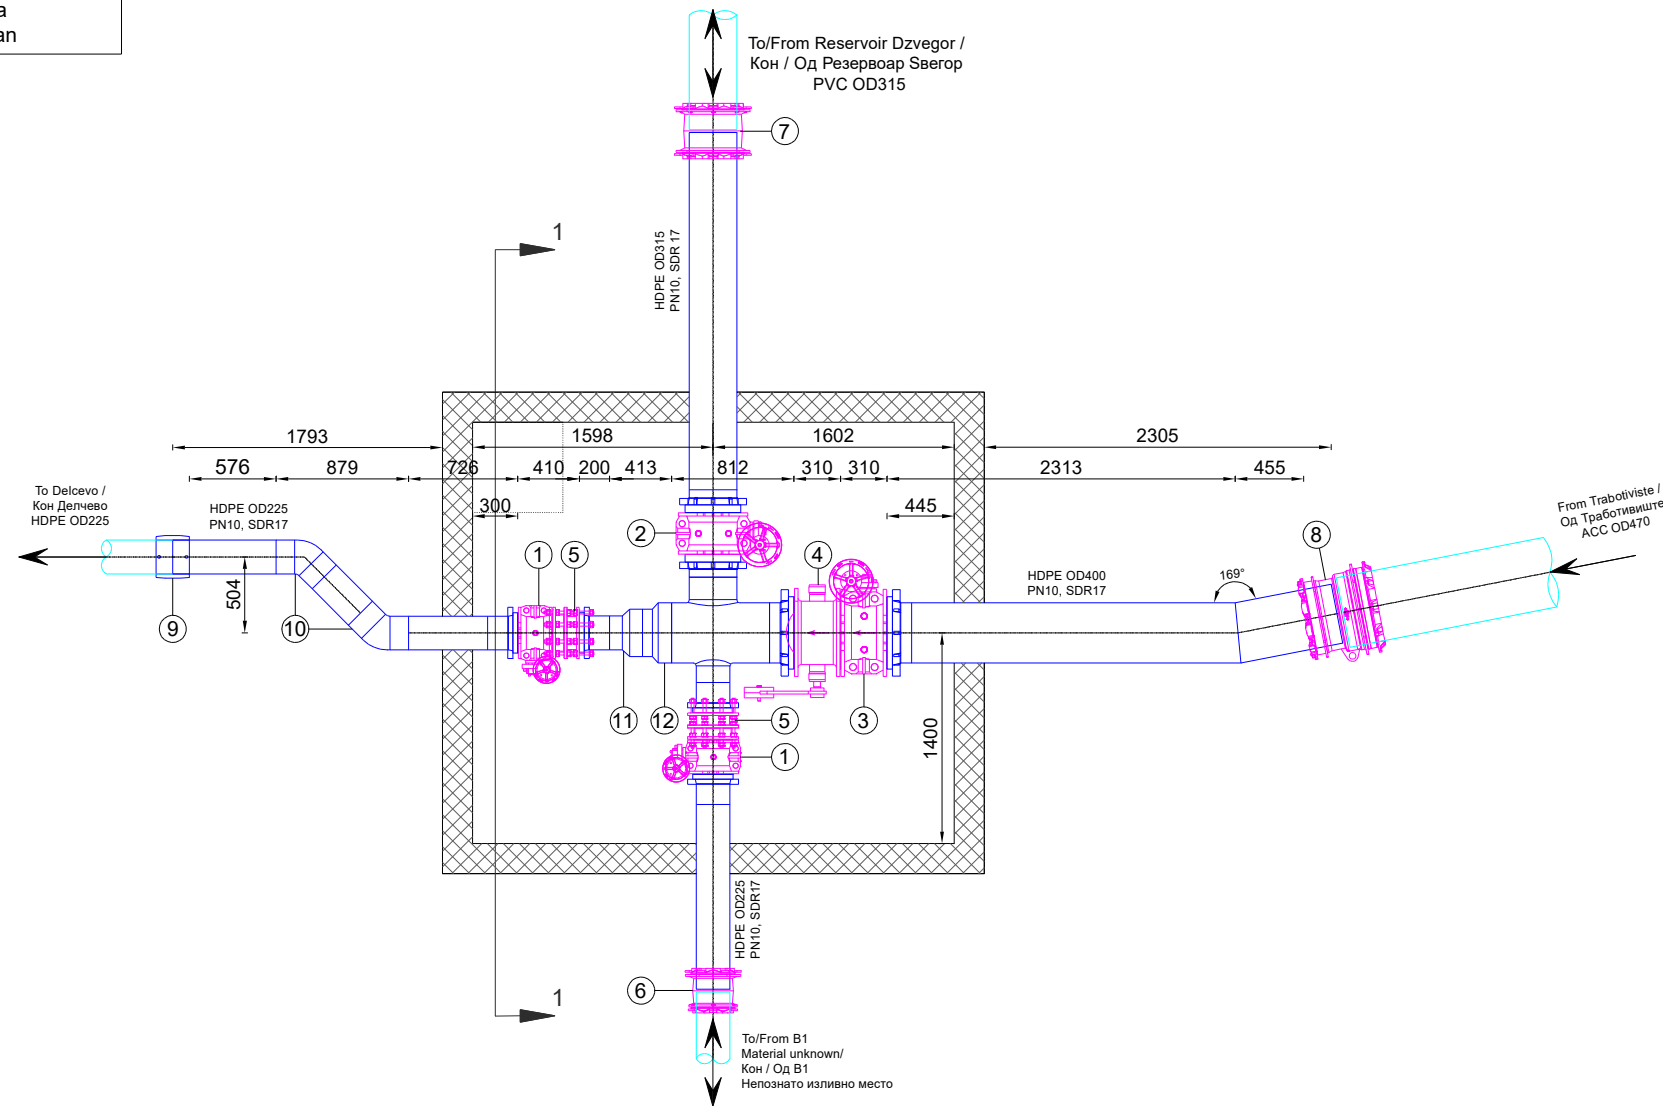 To/From Reservoir Dzvegor /
Кон / Од Резервоар Ѕвегор
PVC OD315
7
1
HDPE OD315
PN10, SDR 17
1793
1598
1602
2305
576
879
726
410
200
413
812
310
310
2313
455
300
445
To Delcevo /
Кон Делчево
HDPE OD225
HDPE OD225
PN10, SDR17
From Trabotiviste /
Од Тработивиште
ACC OD470
2
1
5
4
8
HDPE OD400
PN10, SDR17
169°
504
9
10
11
12
5
3
1
1400
HDPE OD225
PN10, SDR17
6
1
To/From B1
Material unknown/
Кон / Од B1
Непознато изливно место